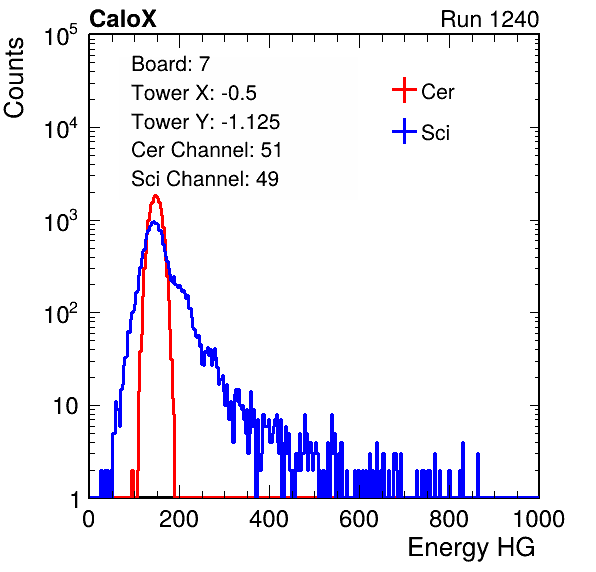 CaloX Run 1240
Counts
10^5
10^4
10^3
10^2
10
1
Board: 7
Tower X: -0.5
Tower Y: -1.125
Cer Channel: 51
Sci Channel: 49
Cer
Sci
0 200 400 600 800 1000
Energy HG